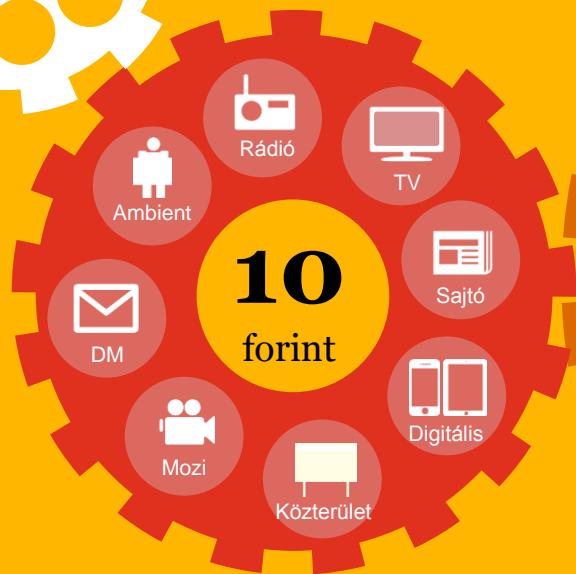 Rádió
TV
Ambient
10
forint
Sajtó
DM
Digitális
Mozi
Közterület